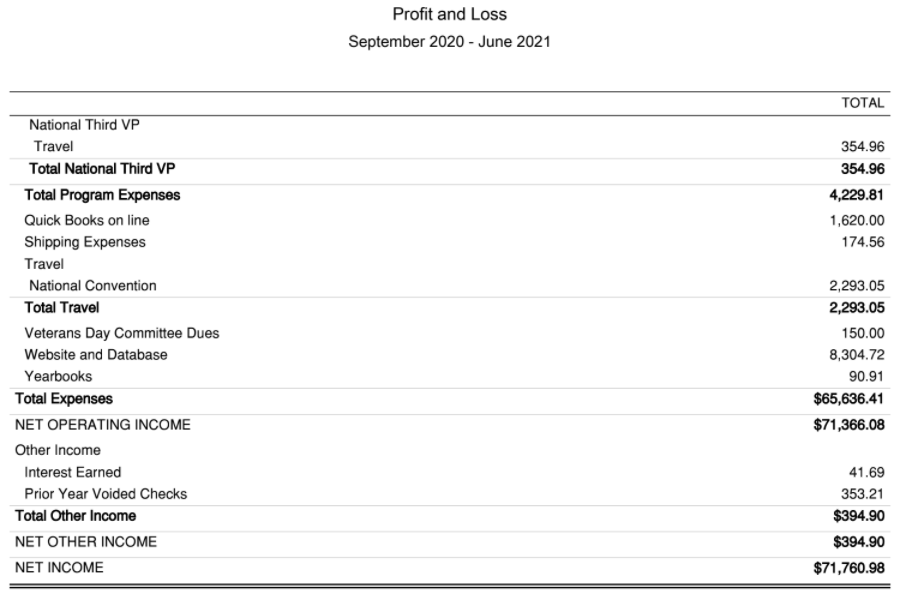 Profit and Loss
September 2020 - June 2021
TOTAL
National Third VP
Travel 354.96
Total National Third VP 354.96
Total Program Expenses 4,229.81
Quick Books on line 1,620.00
Shipping Expenses 174.56
Travel
National Convention 2,293.05
Total Travel 2,293.05
Veterans Day Committee Dues 150.00
Website and Database 8,304.72
Yearbooks 90.91
Total Expenses $65,636.41
NET OPERATING INCOME $71,366.08
Other Income
Interest Earned 41.69
Prior Year Voided Checks 353.21
Total Other Income $394.90
NET OTHER INCOME $394.90
NET INCOME $71,760.98